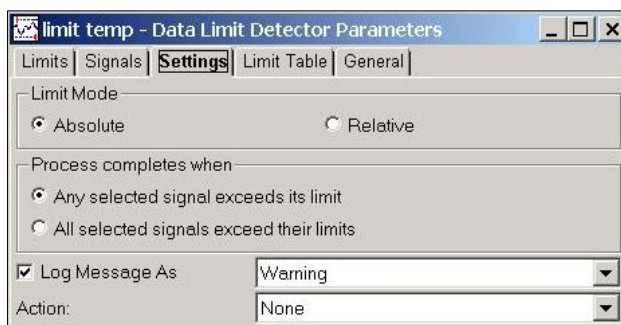 limit temp - Data Limit Detector Parameters
Limits Signals Settings Limit Table General
Limit Mode
Absolute Relative
Process completes when
Any selected signal exceeds its limit
All selected signals exceed their limits
Log Message As Warning
Action: None